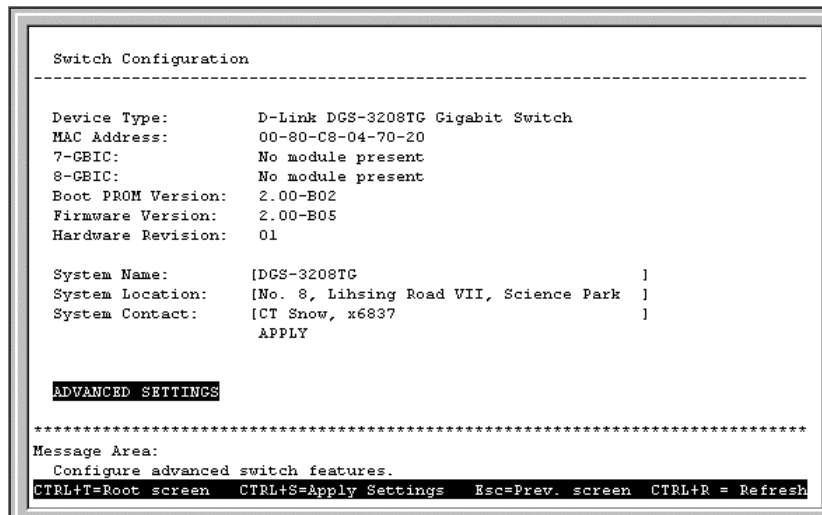 Switch Configuration
--------------------------------------------------------------------------------
Device Type: D-Link DGS-3208TG Gigabit Switch
MAC Address: 00-80-C8-04-70-20
7-GBIC: No module present
8-GBIC: No module present
Boot PROM Version: 2.00-B02
Firmware Version: 2.00-B05
Hardware Revision: 01
System Name: [DGS-3208TG ]
System Location: [No. 8, Lihsing Road VII, Science Park ]
System Contact: [CT Snow, x6837 ]
APPLY
ADVANCED SETTINGS
********************************************************************************
Message Area:
Configure advanced switch features.
CTRL+T=Root screen CTRL+S=Apply Settings Esc=Prev. screen CTRL+R = Refresh